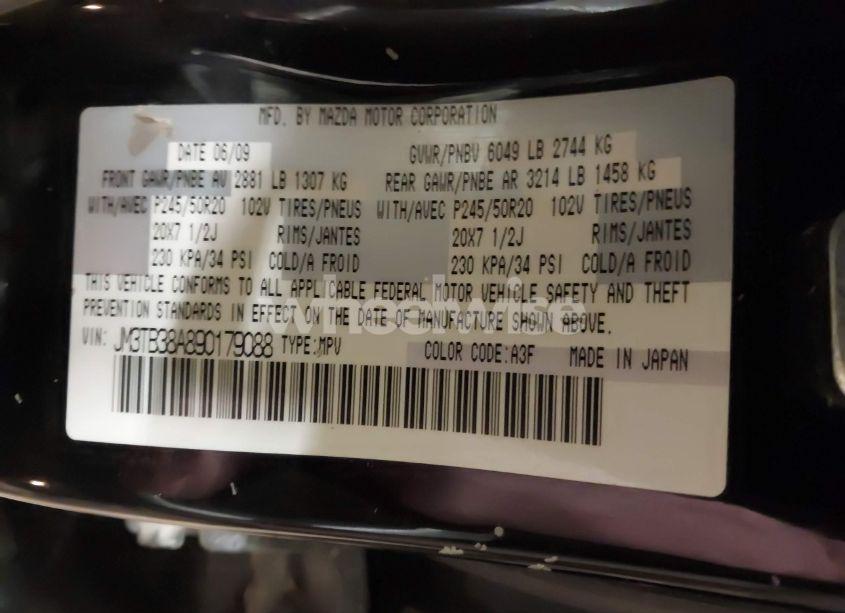 MFD. BY MAZDA MOTOR CORPORATION
DATE 06/09 GVWR/PNBV 6049 LB 2744 KG
FRONT GAWR/PNBE AV 2881 LB 1307 KG REAR GAWR/PNBE AR 3214 LB 1458 KG
WITH/AVEC P245/50R20 102V TIRES/PNEUS WITH/AVEC P245/50R20 102V TIRES/PNEUS
20X7 1/2J RIMS/JANTES 20X7 1/2J RIMS/JANTES
230 KPA/34 PSI COLD/A FROID 230 KPA/34 PSI COLD/A FROID
THIS VEHICLE CONFORMS TO ALL APPLICABLE FEDERAL MOTOR VEHICLE SAFETY AND THEFT
PREVENTION STANDARDS IN EFFECT ON THE DATE OF MANUFACTURE SHOWN ABOVE.
VIN: JM3TB38A890179088 TYPE:MPV COLOR CODE:A3F MADE IN JAPAN